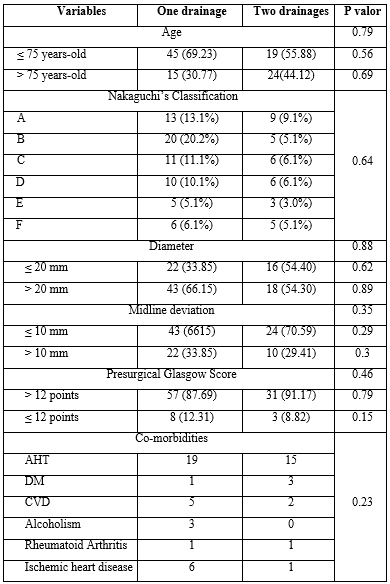 Variables One drainage Two drainages P valor
Age 0.79
≤ 75 years-old 45 (69.23) 19 (55.88) 0.56
> 75 years-old 15 (30.77) 24(44.12) 0.69
Nakaguchi's Classification
A 13 (13.1%) 9 (9.1%)
B 20 (20.2%) 5 (5.1%)
C 11 (11.1%) 6 (6.1%)
0.64
D 10 (10.1%) 6 (6.1%)
E 5 (5.1%) 3 (3.0%)
F 6 (6.1%) 5 (5.1%)
Diameter 0.88
≤ 20 mm 22 (33.85) 16 (54.40) 0.62
> 20 mm 43 (66.15) 18 (54.30) 0.89
Midline deviation 0.35
≤ 10 mm 43 (6615) 24 (70.59) 0.29
> 10 mm 22 (33.85) 10 (29.41) 0.3
Presurgical Glasgow Score 0.46
> 12 points 57 (87.69) 31 (91.17) 0.79
≤ 12 points 8 (12.31) 3 (8.82) 0.15
Co-morbidities
AHT 19 15
DM 1 3
CVD 5 2 0.23
Alcoholism 3 0
Rheumatoid Arthritis 1 1
Ischemic heart disease 6 1